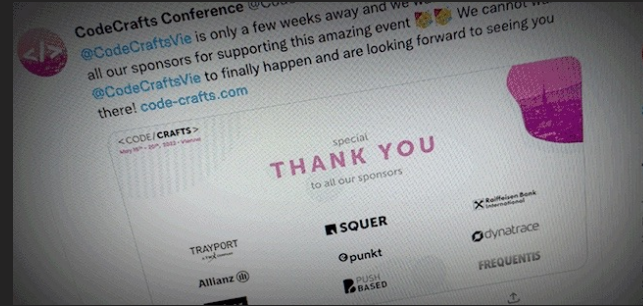 CodeCrafts Conference
@CodeCraftsVie is only a few weeks away and we
all our sponsors for supporting this amazing event 🥳🥳 We cannot
@CodeCraftsVie to finally happen and are looking forward to seeing you
there! code-crafts.com
</>
<CODE/CRAFTS>
special
THANK YOU
to all our sponsors
TRAYPORT
SQUER
Raiffeisen Bank
International
Allianz
punkt
dynatrace
PUSH
BASED
FREQUENTIS